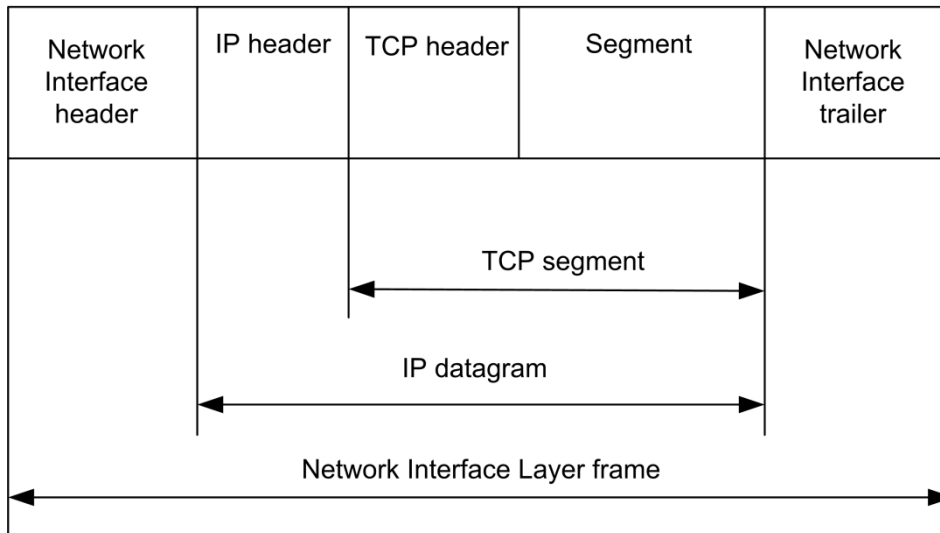 Network
Interface
header
IP header
TCP header
Segment
Network
Interface
trailer
TCP segment
IP datagram
Network Interface Layer frame